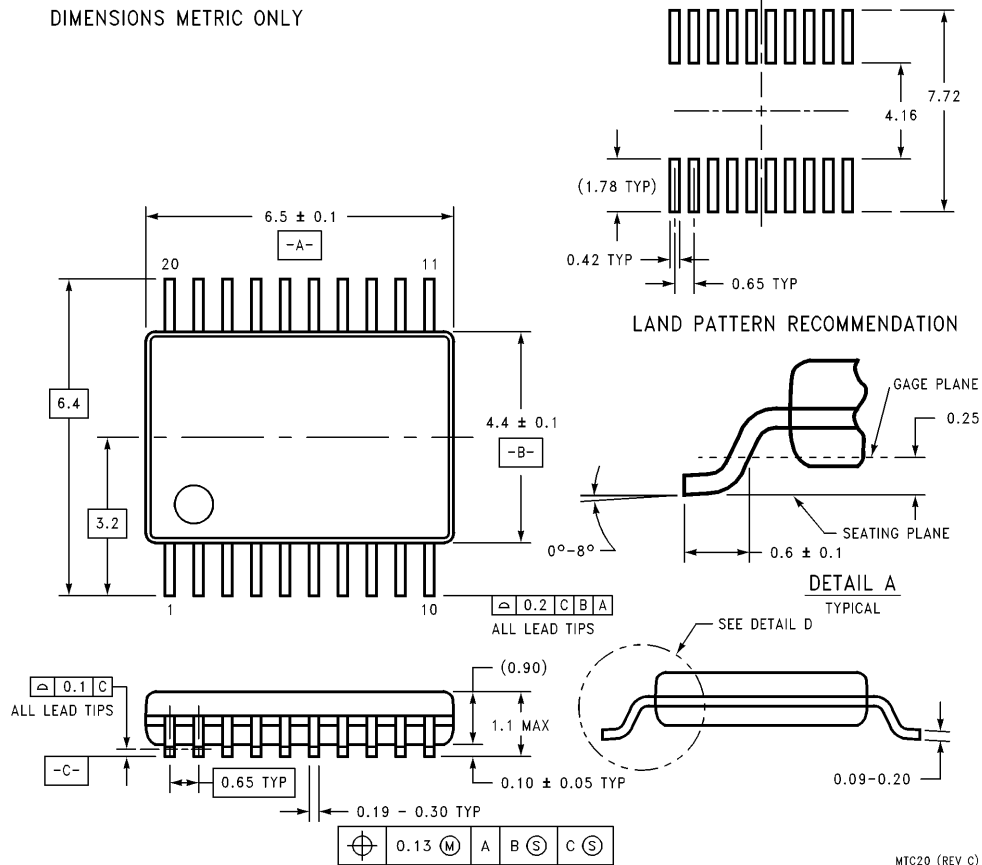 DIMENSIONS METRIC ONLY
7.72
4.16
(1.78 TYP)
0.42 TYP
0.65 TYP
LAND PATTERN RECOMMENDATION
6.5 ± 0.1
-A-
20
11
6.4
3.2
4.4 ± 0.1
-B-
1
10
⌓ 0.2 C B A
ALL LEAD TIPS
GAGE PLANE
0.25
SEATING PLANE
0°-8°
0.6 ± 0.1
DETAIL A
TYPICAL
SEE DETAIL D
0.09-0.20
⌓ 0.1 C
ALL LEAD TIPS
-C-
(0.90)
1.1 MAX
0.65 TYP
0.10 ± 0.05 TYP
0.19 - 0.30 TYP
⌖ 0.13 Ⓜ A B Ⓢ C Ⓢ
MTC20 (REV C)